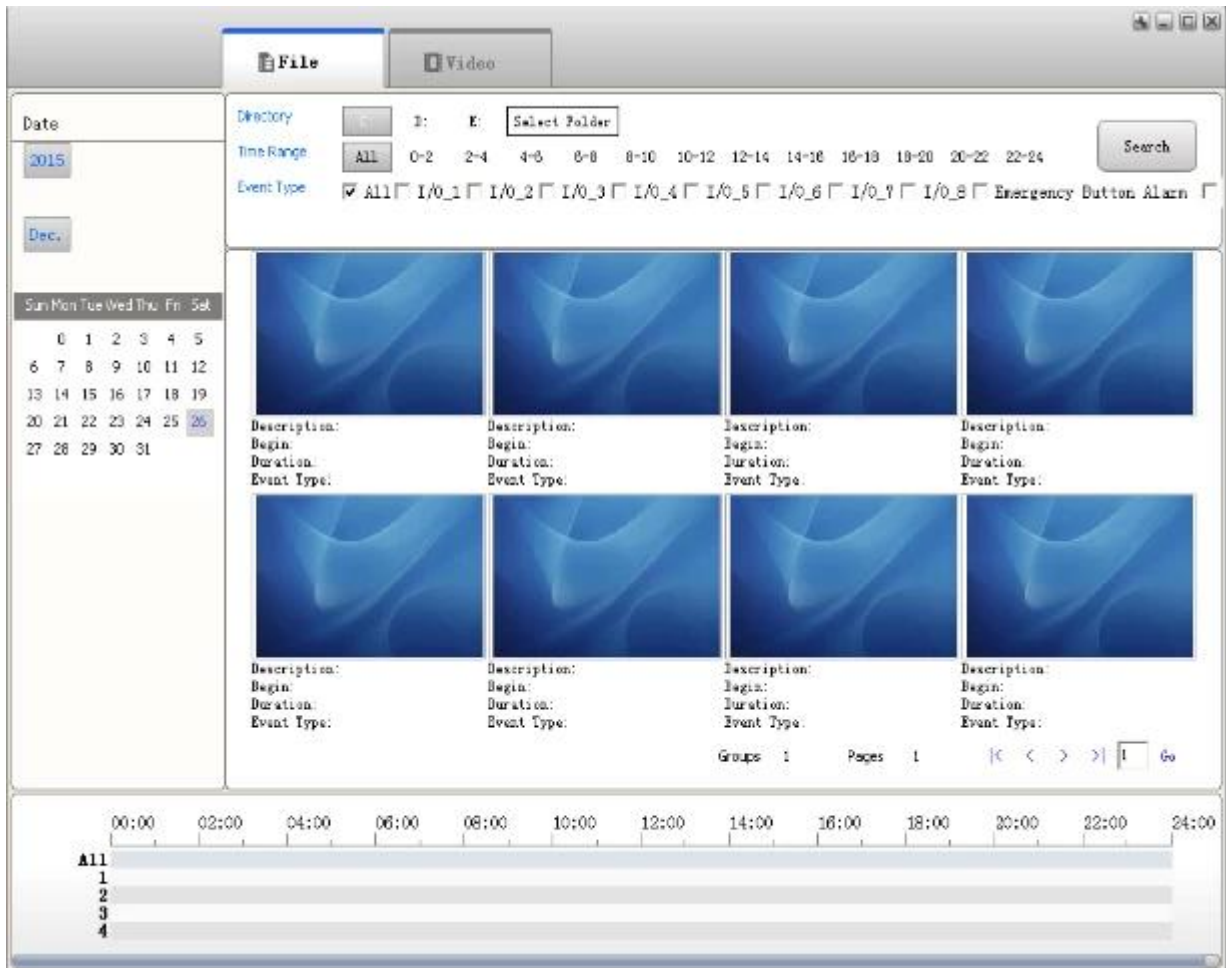 File
Video
Date
2015
Dec.
Sun Mon Tue Wed Thu Fri Sat
0 1 2 3 4 5
6 7 8 9 10 11 12
13 14 15 16 17 18 19
20 21 22 23 24 25 26
27 28 29 30 31
Directory D: E: Select Folder
Time Range All 0-2 2-4 4-6 6-8 8-10 10-12 12-14 14-16 16-18 18-20 20-22 22-24
Search
Event Type All I/O_1 I/O_2 I/O_3 I/O_4 I/O_5 I/O_6 I/O_7 I/O_8 Emergency Button Alarm
Description: Description: Description: Description:
Begin: Begin: Begin: Begin:
Duration: Duration: Duration: Duration:
Event Type: Event Type: Event Type: Event Type:
Description: Description: Description: Description:
Begin: Begin: Begin: Begin:
Duration: Duration: Duration: Duration:
Event Type: Event Type: Event Type: Event Type:
Groups 1 Pages 1 |< < > >| 1 Go
00:00 02:00 04:00 06:00 08:00 10:00 12:00 14:00 16:00 18:00 20:00 22:00 24:00
All
1
2
3
4